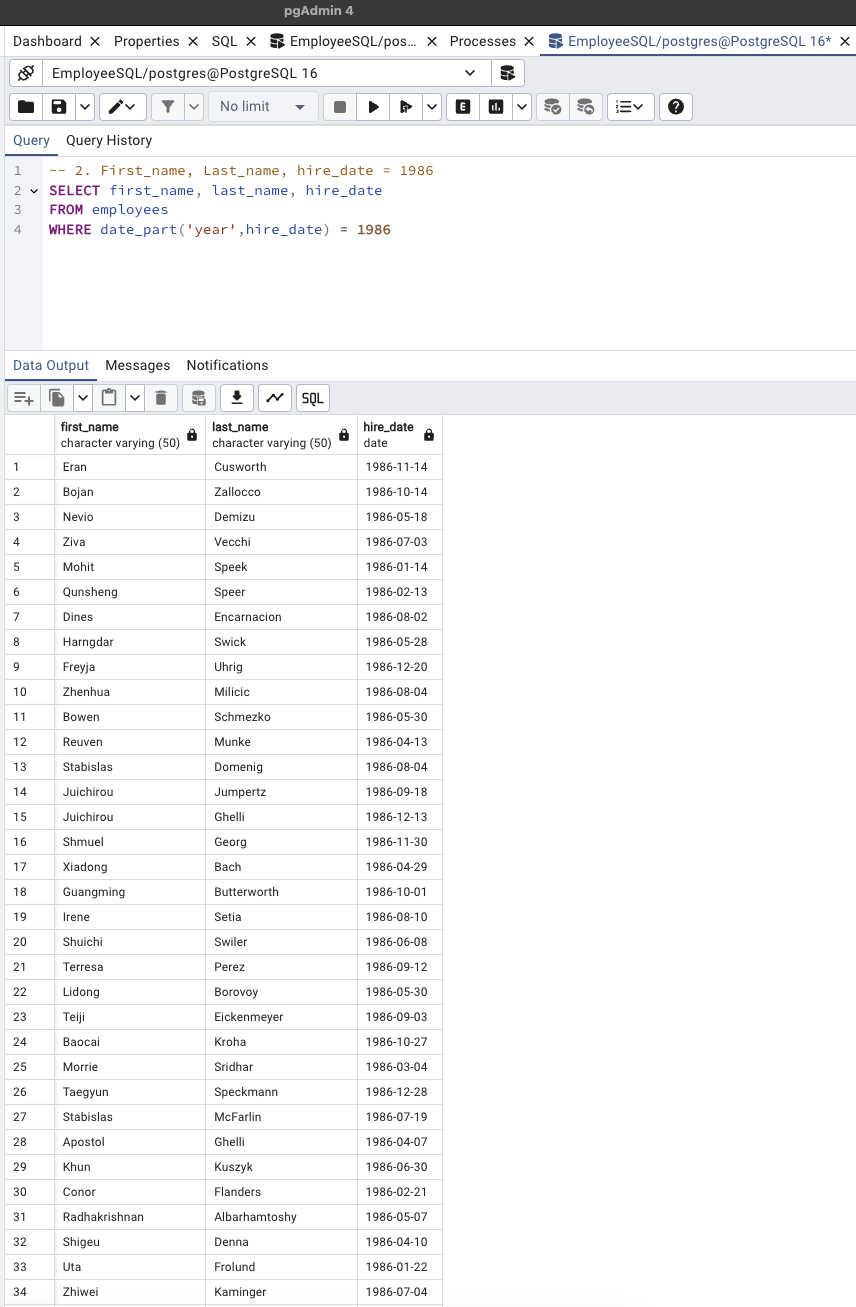 pgAdmin 4
Dashboard Properties SQL EmployeeSQL/pos... Processes EmployeeSQL/postgres@PostgreSQL 16*
EmployeeSQL/postgres@PostgreSQL 16
No limit E
Query Query History
1 -- 2. First_name, Last_name, hire_date = 1986
2 SELECT first_name, last_name, hire_date
3 FROM employees
4 WHERE date_part('year',hire_date) = 1986
Data Output Messages Notifications
SQL
first_name last_name hire_date
character varying (50) character varying (50) date
1 Eran Cusworth 1986-11-14
2 Bojan Zallocco 1986-10-14
3 Nevio Demizu 1986-05-18
4 Ziva Vecchi 1986-07-03
5 Mohit Speek 1986-01-14
6 Qunsheng Speer 1986-02-13
7 Dines Encarnacion 1986-08-02
8 Harngdar Swick 1986-05-28
9 Freyja Uhrig 1986-12-20
10 Zhenhua Milicic 1986-08-04
11 Bowen Schmezko 1986-05-30
12 Reuven Munke 1986-04-13
13 Stabislas Domenig 1986-08-04
14 Juichirou Jumpertz 1986-09-18
15 Juichirou Ghelli 1986-12-13
16 Shmuel Georg 1986-11-30
17 Xiadong Bach 1986-04-29
18 Guangming Butterworth 1986-10-01
19 Irene Setia 1986-08-10
20 Shuichi Swiler 1986-06-08
21 Terresa Perez 1986-09-12
22 Lidong Borovoy 1986-05-30
23 Teiji Eickenmeyer 1986-09-03
24 Baocai Kroha 1986-10-27
25 Morrie Sridhar 1986-03-04
26 Taegyun Speckmann 1986-12-28
27 Stabislas McFarlin 1986-07-19
28 Apostol Ghelli 1986-04-07
29 Khun Kuszyk 1986-06-30
30 Conor Flanders 1986-02-21
31 Radhakrishnan Albarhamtoshy 1986-05-07
32 Shigeu Denna 1986-04-10
33 Uta Frolund 1986-01-22
34 Zhiwei Kaminger 1986-07-04